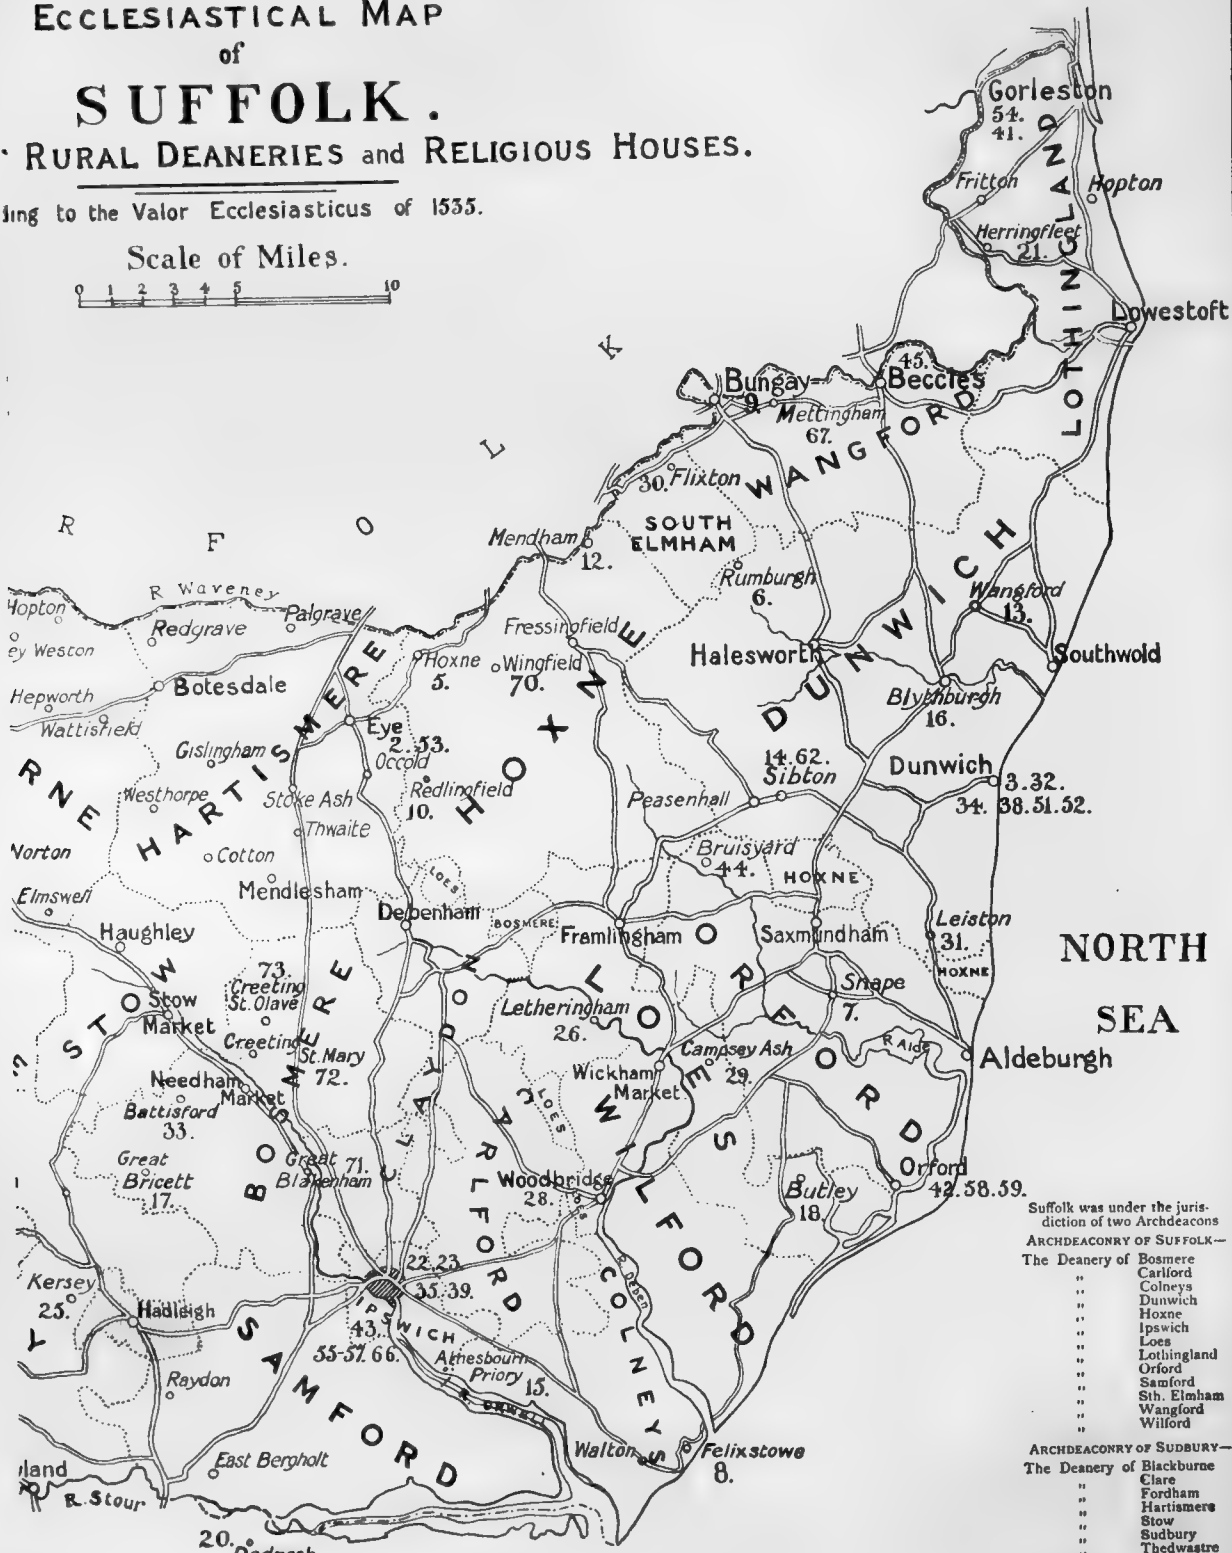 ECCLESIASTICAL MAP
of
SUFFOLK.
RURAL DEANERIES and RELIGIOUS HOUSES.
to the Valor Ecclesiasticus of 1535.
Scale of Miles.
0 1 2 3 4 5 10
Gorleston
54.
41.
Fritton
Hopton
Herringfleet
21.
LOTHINGLAND
Lowestoft
K
L
O
F
R
45.
Bungay
Beccles
9.
Mettingham
67.
WANGFORD
30. Flixton
SOUTH
ELMHAM
Mendham
12.
Rumburgh
6.
Wangford
13.
R Waveney
Hopton
Palgrave
Redgrave
ey Weston
Fressingfield
Hoxne
5.
Wingfield
70.
Halesworth
Southwold
DUNWICH
Blythburgh
16.
Hepworth
Botesdale
Wattisfield
Eye
2. 53.
Gislingham
Occold
HARTISMERE
HOXNE
Redlingfield
10.
14. 62.
Sibton
Dunwich
3. 32.
34. 38. 51. 52.
RNE
Westhorpe
Stoke Ash
Peasenhall
Thwaite
Norton
Cotton
Bruisyard
44.
HOXNE
Elmswell
Mendlesham
LOES
Debenham
BOSMERE
Framlingham
Saxmundham
Leiston
31.
HOXNE
NORTH
SEA
Haughley
STOW
73.
Creeting
St. Olave
Stow
Market
Snape
7.
Letheringham
26.
LOES
ORFORD
Creeting
St. Mary
72.
Campsey Ash
29.
R Alde
Aldeburgh
Needham
Market
Wickham
Market
Battisford
33.
BOSMERE
CLAYDON
CARLFORD
LOES
WILFORD
Great
Bricett
17.
Great
Blakenham
71.
Woodbridge
28.
Butley
18.
Orford
42. 58. 59.
22. 23.
35. 39.
Kersey
25.
Hadleigh
IPSWICH
43.
55-57. 66.
R. Deben
COLNEYS
Y
SAMFORD
Raydon
Priory 15.
R. ORWELL
Walton
Felixstowe
8.
East Bergholt
land
R. Stour
20.
Suffolk was under the juris-
diction of two Archdeacons
ARCHDEACONRY OF SUFFOLK—
The Deanery of Bosmere
" Carlford
" Colneys
" Dunwich
" Hoxne
" Ipswich
" Loes
" Lothingland
" Orford
" Samford
" Sth. Elmham
" Wangford
" Wilford
ARCHDEACONRY OF SUDBURY—
The Deanery of Blackburne
" Clare
" Fordham
" Hartismere
" Stow
" Sudbury
" Thedwastre